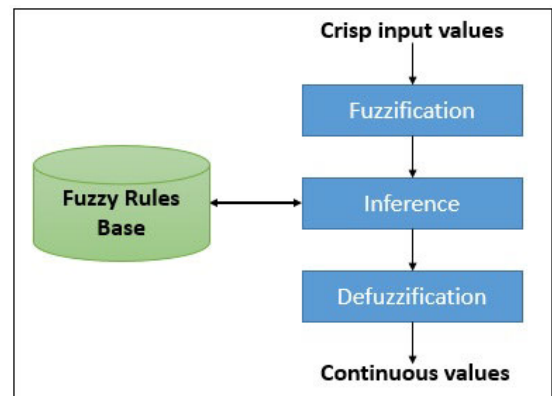 Crisp input values
Fuzzification
Fuzzy Rules
Base
Inference
Defuzzification
Continuous values